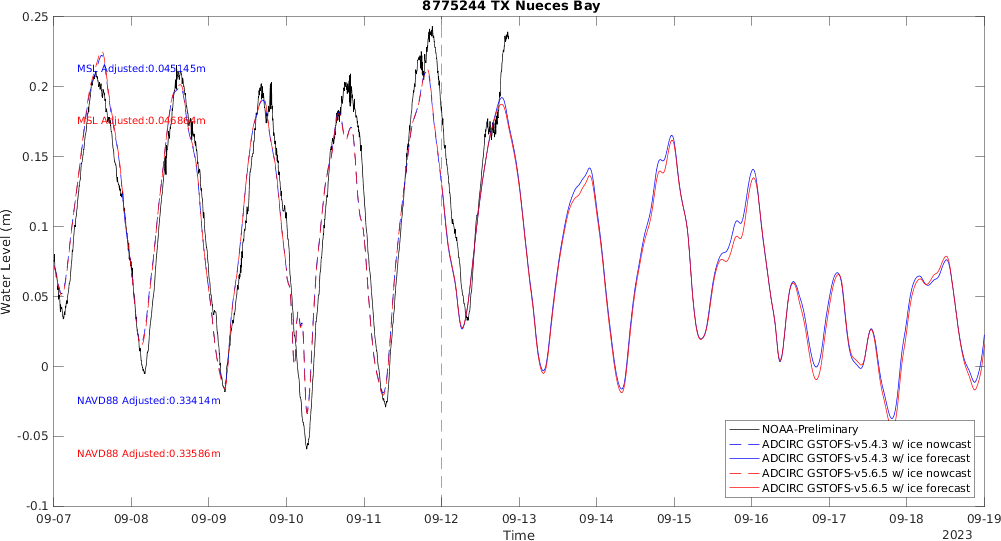 8775244 TX Nueces Bay
0.25
0.2
0.15
0.1
0.05
0
-0.05
-0.1
Water Level (m)
MSL Adjusted:0.045145m
MSL Adjusted:0.046864m
NAVD88 Adjusted:0.33414m
NAVD88 Adjusted:0.33586m
NOAA-Preliminary
ADCIRC GSTOFS-v5.4.3 w/ ice nowcast
ADCIRC GSTOFS-v5.4.3 w/ ice forecast
ADCIRC GSTOFS-v5.6.5 w/ ice nowcast
ADCIRC GSTOFS-v5.6.5 w/ ice forecast
09-07 09-08 09-09 09-10 09-11 09-12 09-13 09-14 09-15 09-16 09-17 09-18 09-19
Time
2023